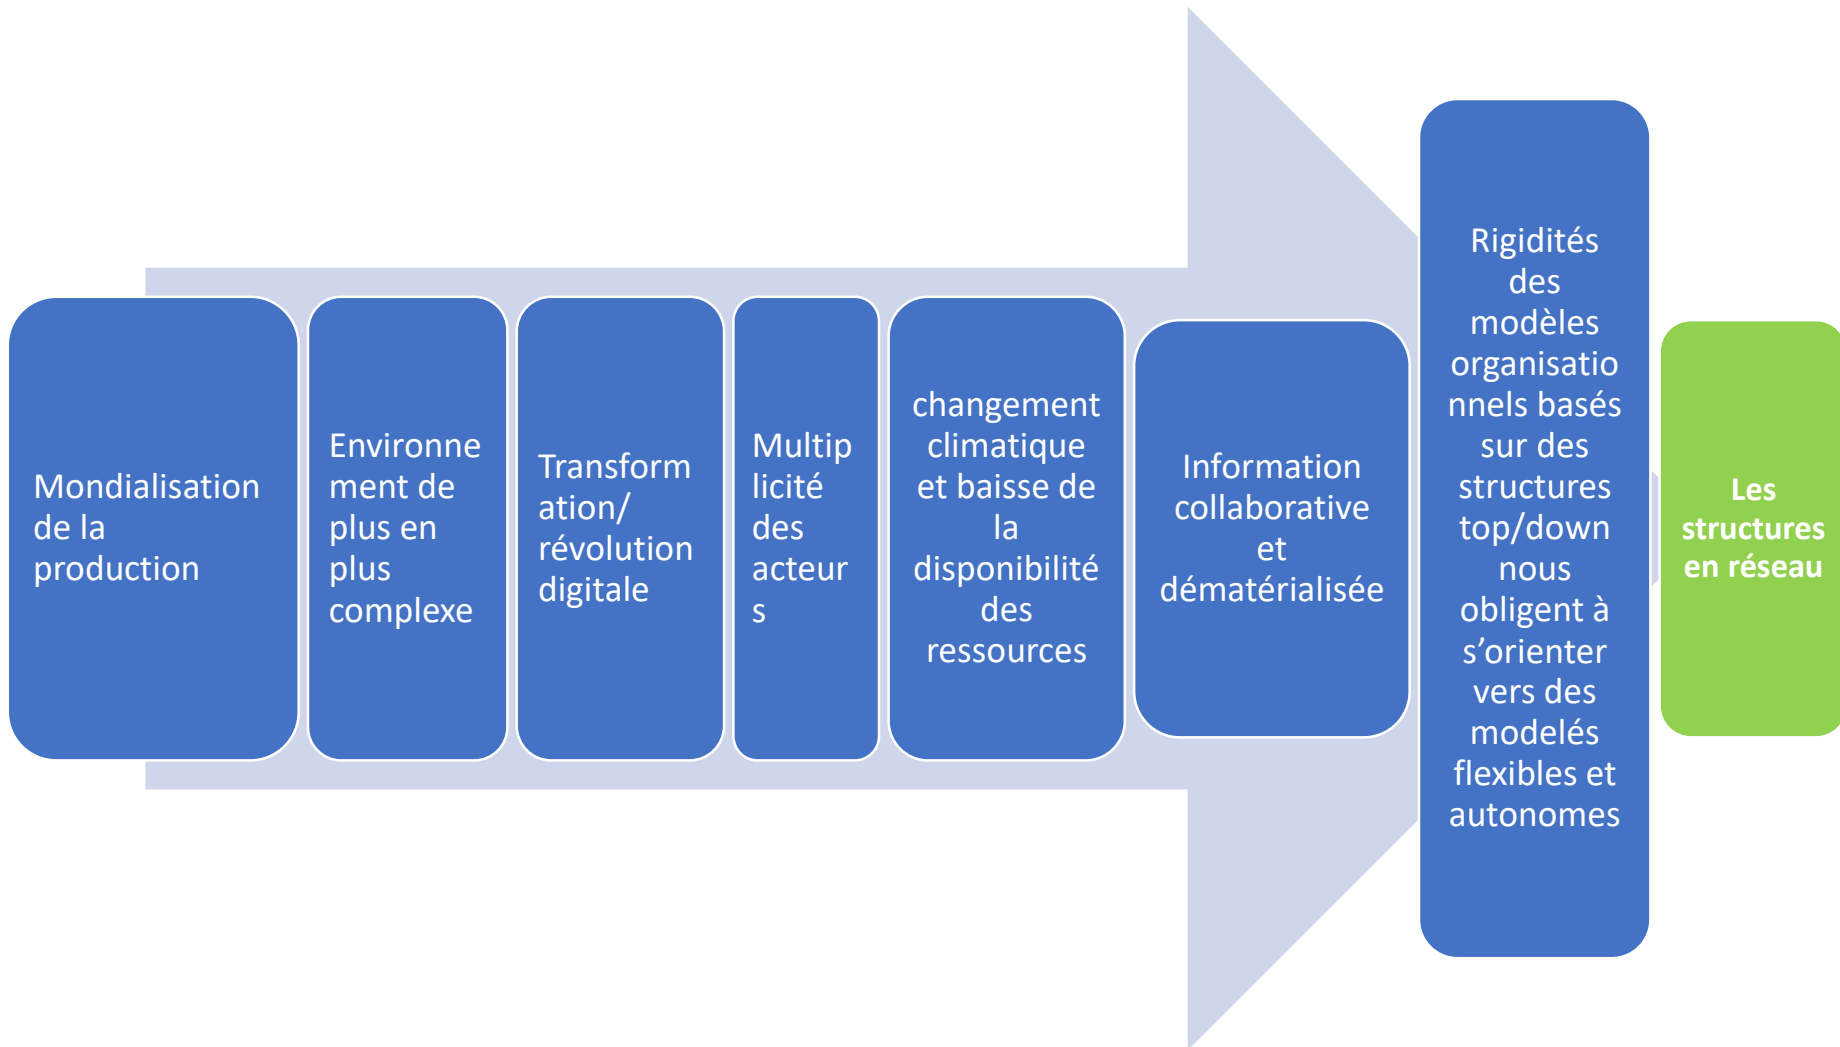 Mondialisation
de la
production
Environne
ment de
plus en
plus
complexe
Transform
ation/
révolution
digitale
Multip
licité
des
acteur
s
changement
climatique
et baisse de
la
disponibilité
des
ressources
Information
collaborative
et
dématérialisée
Rigidités
des
modèles
organisatio
nnels basés
sur des
structures
top/down
nous
obligent à
s’orienter
vers des
modelés
flexibles et
autonomes
Les
structures
en réseau